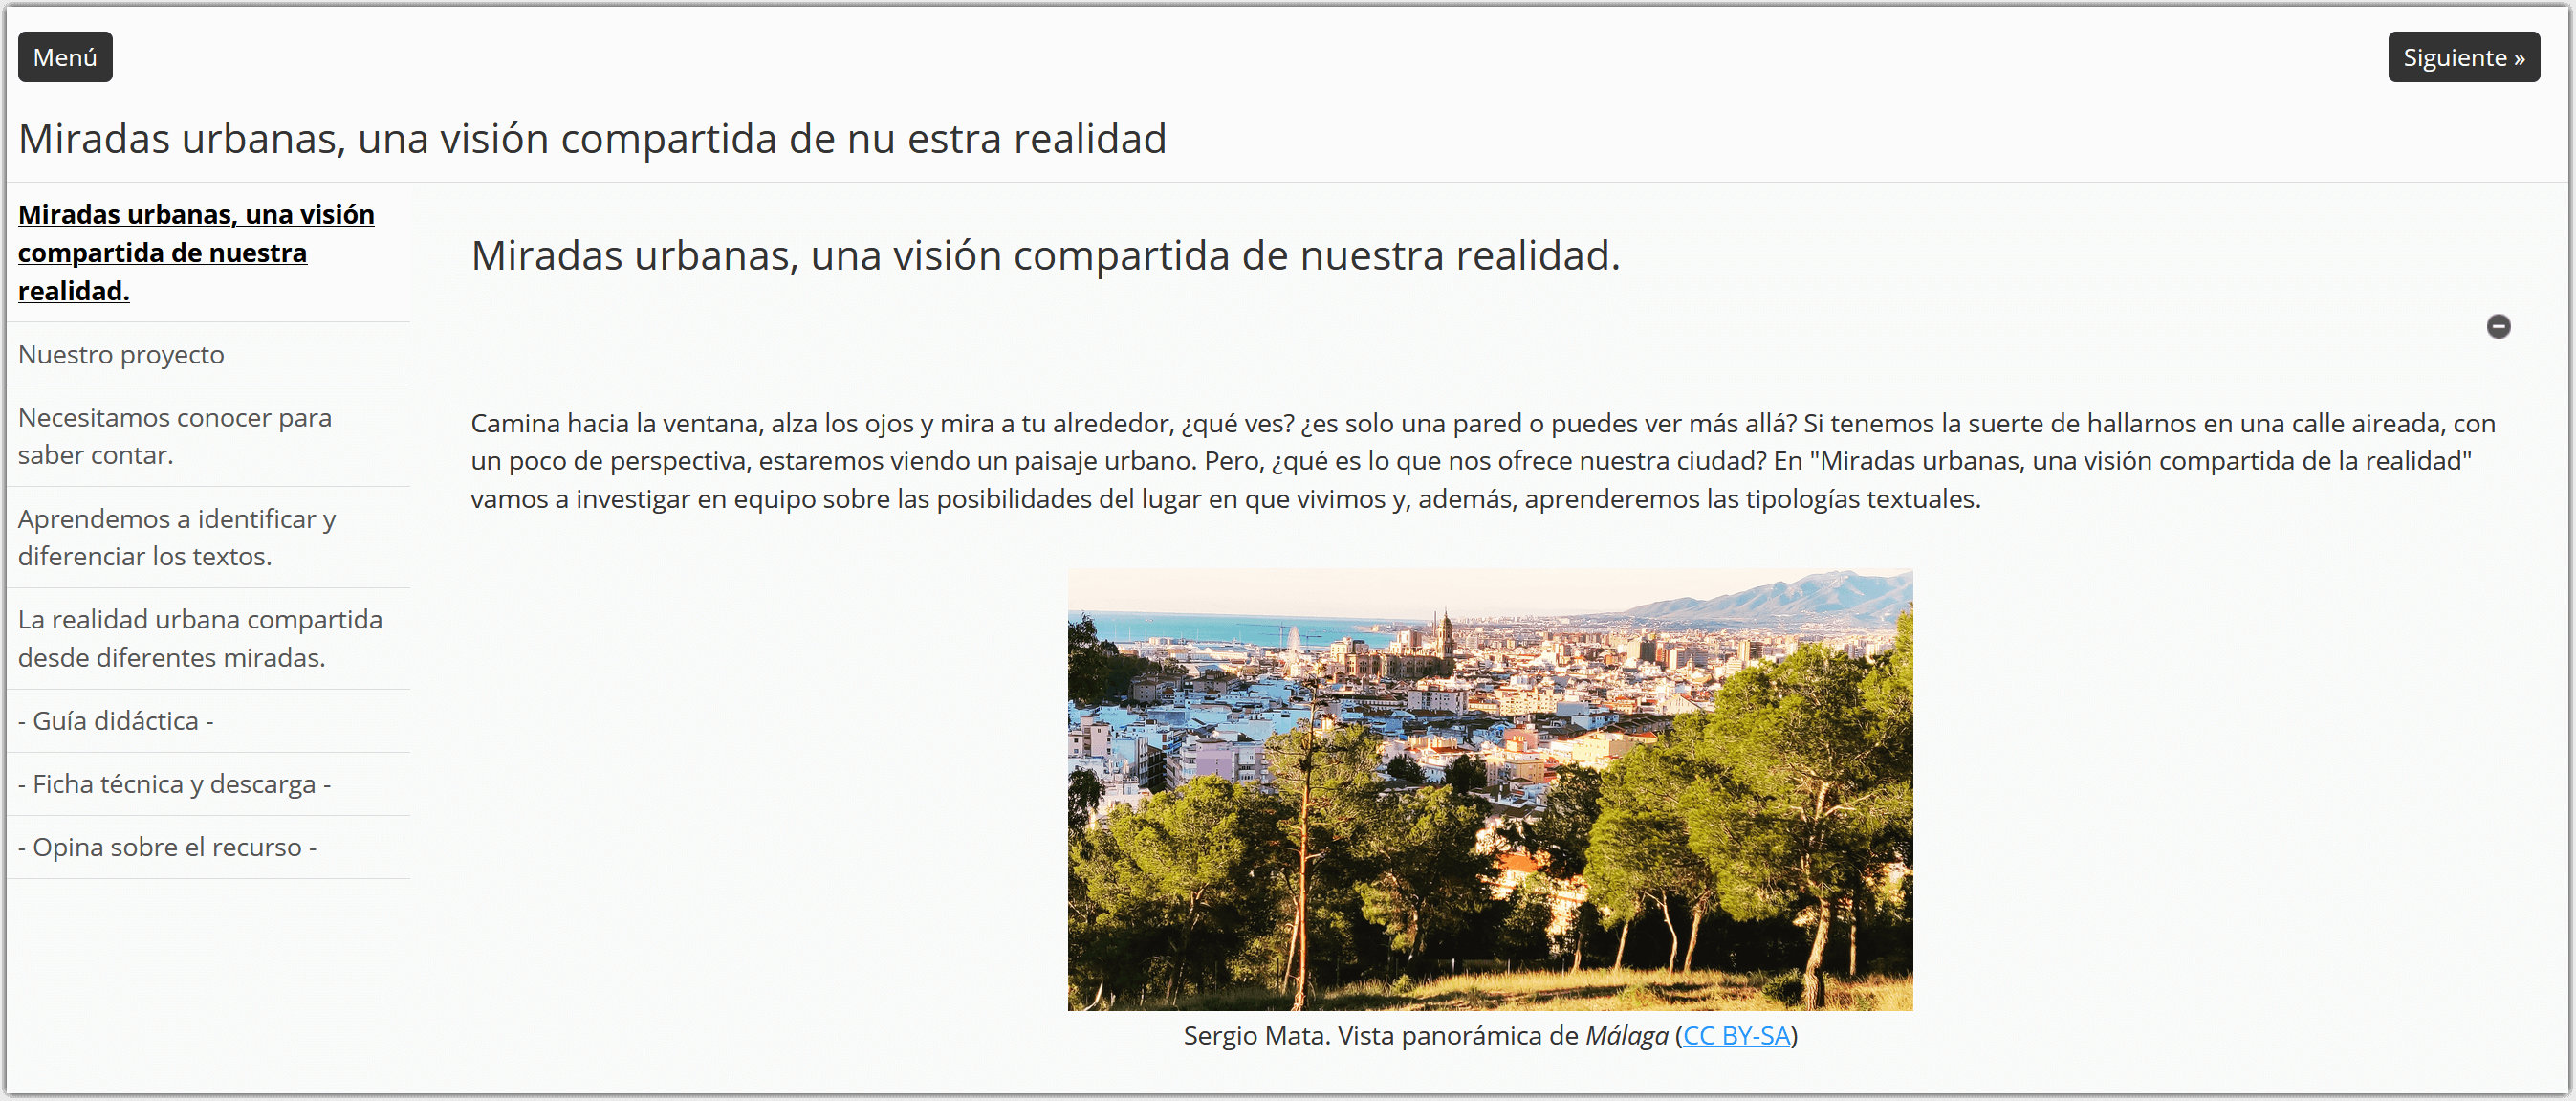 Menú
Siguiente »
Miradas urbanas, una visión compartida de nu estra realidad
Miradas urbanas, una visión
compartida de nuestra
realidad.
Nuestro proyecto
Necesitamos conocer para
saber contar.
Aprendemos a identificar y
diferenciar los textos.
La realidad urbana compartida
desde diferentes miradas.
- Guía didáctica -
- Ficha técnica y descarga -
- Opina sobre el recurso -
Miradas urbanas, una visión compartida de nuestra realidad.
Camina hacia la ventana, alza los ojos y mira a tu alrededor, ¿qué ves? ¿es solo una pared o puedes ver más allá? Si tenemos la suerte de hallarnos en una calle aireada, con
un poco de perspectiva, estaremos viendo un paisaje urbano. Pero, ¿qué es lo que nos ofrece nuestra ciudad? En "Miradas urbanas, una visión compartida de la realidad"
vamos a investigar en equipo sobre las posibilidades del lugar en que vivimos y, además, aprenderemos las tipologías textuales.
Sergio Mata. Vista panorámica de Málaga (CC BY-SA)